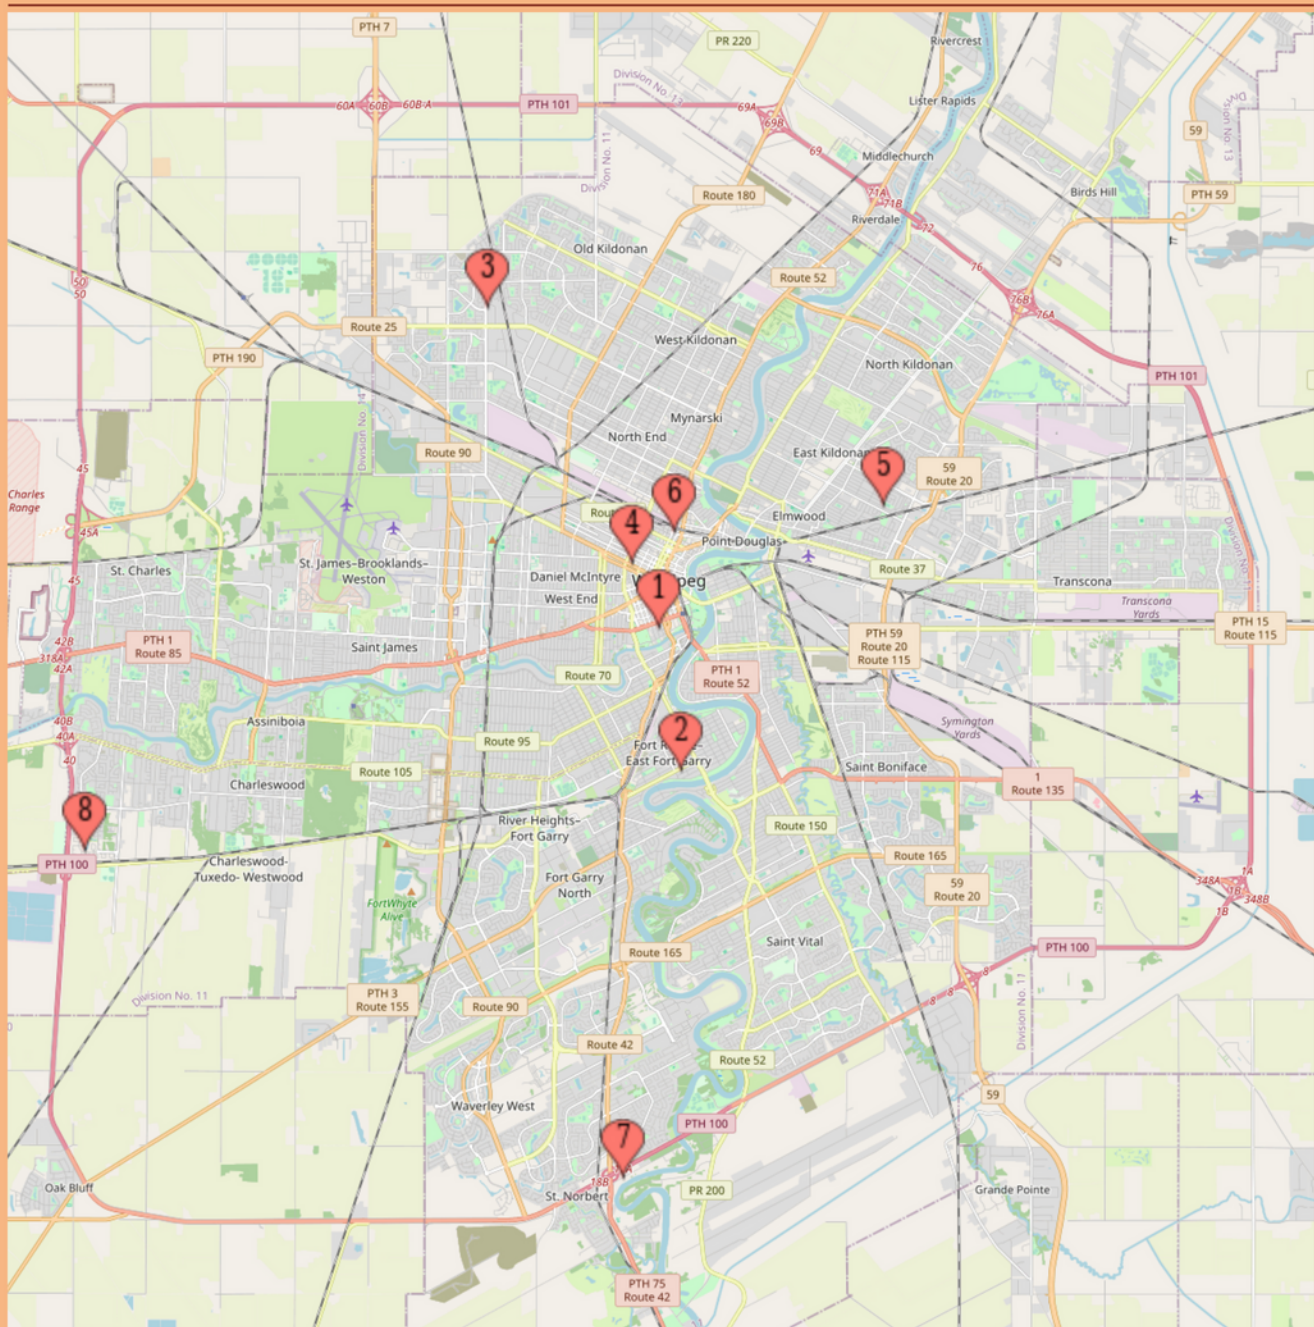 PTH 7
PR 220
Rivercrest
Division No. 13
60A
60B
60B A
PTH 101
69A
69B
Lister Rapids
Division No. 13
59
69
Middlechurch
Division No. 11
Route 180
71A
71B
Birds Hill
PTH 59
Riverdale
72
Old Kildonan
3
76
50
50
Route 52
76B
76A
Route 25
West Kildonan
PTH 190
North Kildonan
PTH 101
Mynarski
North End
Division No. 14
Route 90
East Kildonan
5
59
Route 20
45
Charles
Range
6
4
Elmwood
45A
Point Douglas
St. James–Brooklands–
Weston
St. Charles
45
Daniel McIntyre
Route 37
Transcona
Division No. 11
West End
1
Transcona
Yards
PTH 15
Route 115
42B
318A
42A
PTH 1
Route 85
Saint James
PTH 59
Route 20
Route 115
Route 70
PTH 1
Route 52
40B
40A
40
Assiniboia
Route 95
2
East Fort Garry
Symington
Yards
Route 105
Saint Boniface
Charleswood
1
Route 135
8
River Heights–
Fort Garry
Route 150
PTH 100
Charleswood-
Tuxedo- Westwood
Route 165
Fort Garry
North
1A
348A
1B
348B
1B
59
Route 20
FortWhyte
Alive
Saint Vital
Route 165
PTH 100
8
8
8
Division No. 11
PTH 3
Route 155
Route 90
Division No. 11
Route 42
Route 52
59
Waverley West
PTH 100
7
18B
Oak Bluff
St. Norbert
PR 200
Grande Pointe
PTH 75
Route 42